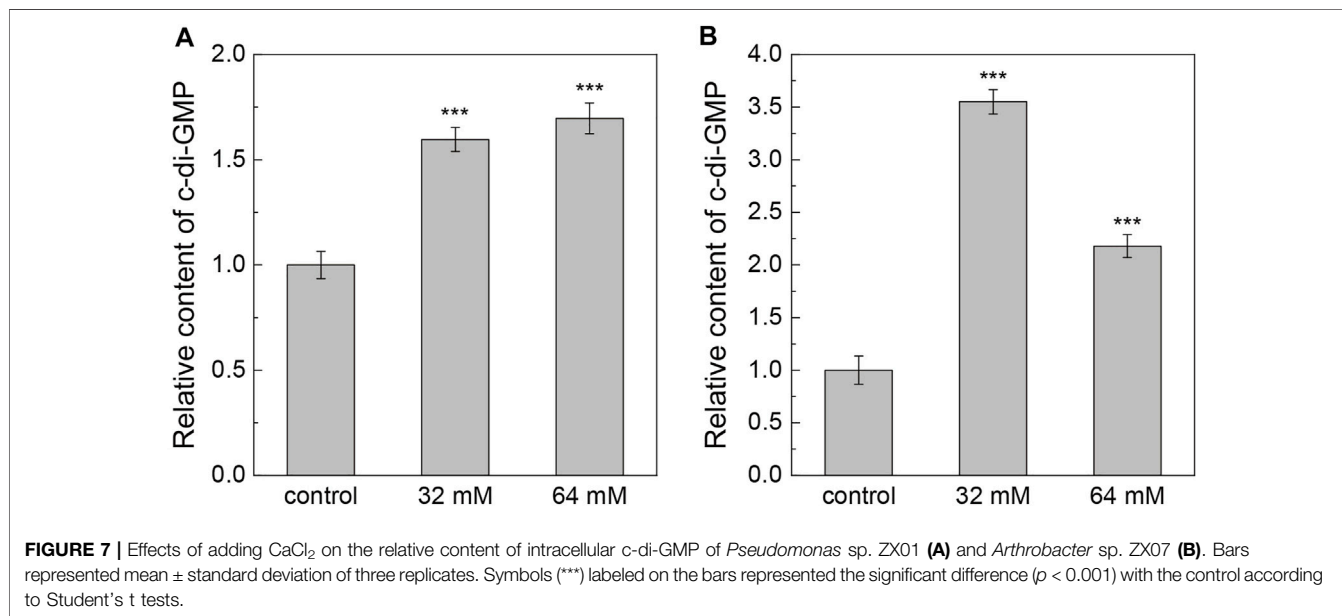 A
Relative content of c-di-GMP
2.0
1.5
1.0
0.5
0.0
***
***
control 32 mM 64 mM
B
Relative content of c-di-GMP
4.0
3.5
3.0
2.5
2.0
1.5
1.0
0.5
0.0
***
***
control 32 mM 64 mM
FIGURE 7 | Effects of adding CaCl₂ on the relative content of intracellular c-di-GMP of Pseudomonas sp. ZX01 (A) and Arthrobacter sp. ZX07 (B). Bars
represented mean ± standard deviation of three replicates. Symbols (***) labeled on the bars represented the significant difference (p < 0.001) with the control according
to Student's t tests.